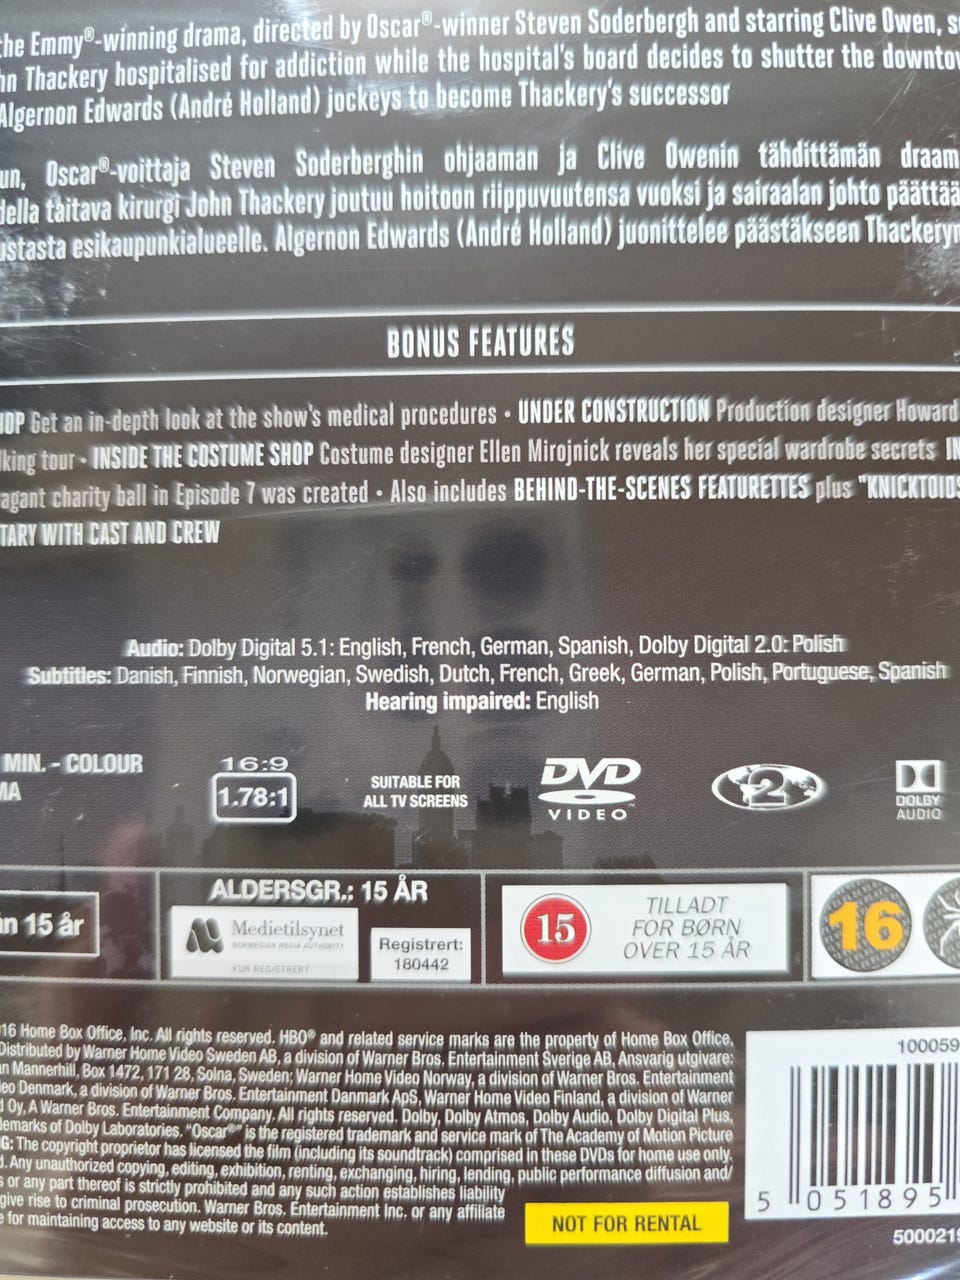 the Emmy®-winning drama, directed by Oscar®-winner Steven Soderbergh and starring Clive Owen,
Thackery hospitalised for addiction while the hospital's board decides to shutter the
Algernon Edwards (André Holland) jockeys to become Thackery's successor
Oscar®-voittaja Steven Soderberghin ohjaaman ja Clive Owenin tähdittämän
taitava kirurgi John Thackery joutuu hoitoon riippuvuutensa vuoksi ja sairaalan johto päättää
esikaupunkialueelle. Algernon Edwards (André Holland) juonittelee päästäkseen
BONUS FEATURES
Get an in-depth look at the show's medical procedures • UNDER CONSTRUCTION Production designer Howard
tour • INSIDE THE COSTUME SHOP Costume designer Ellen Mirojnick reveals her special wardrobe secrets
charity ball in Episode 7 was created • Also includes BEHIND-THE-SCENES FEATURETTES plus "KNICKTOIDS
WITH CAST AND CREW
Audio: Dolby Digital 5.1: English, French, German, Spanish, Dolby Digital 2.0: Polish
Subtitles: Danish, Finnish, Norwegian, Swedish, Dutch, French, Greek, German, Polish, Portuguese, Spanish
Hearing impaired: English
MIN. - COLOUR
16:9
1.78:1
SUITABLE FOR
ALL TV SCREENS
DVD
VIDEO
2
DOLBY
AUDIO
15 år
ALDERSGR.: 15 ÅR
Medietilsynet
NORWEGIAN MEDIA AUTHORITY
KUN REGISTRERT
Registrert:
180442
15
TILLADT
FOR BØRN
OVER 15 ÅR
16
Home Box Office, Inc. All rights reserved. HBO® and related service marks are the property of Home Box Office,
Distributed by Warner Home Video Sweden AB, a division of Warner Bros. Entertainment Sverige AB, Ansvarig utgivare:
Mannerhill, Box 1472, 171 28, Solna, Sweden; Warner Home Video Norway, a division of Warner Bros. Entertainment
Denmark, a division of Warner Bros. Entertainment Danmark ApS, Warner Home Video Finland, a division of Warner
Oy, A Warner Bros. Entertainment Company. All rights reserved. Dolby, Dolby Atmos, Dolby Audio, Dolby Digital Plus,
of Dolby Laboratories. "Oscar®" is the registered trademark and service mark of The Academy of Motion Picture
The copyright proprietor has licensed the film (including its soundtrack) comprised in these DVDs for home use only.
Any unauthorized copying, editing, exhibition, renting, exchanging, hiring, lending, public performance diffusion and/
or any part thereof is strictly prohibited and any such action establishes liability
give rise to criminal prosecution. Warner Bros. Entertainment Inc. or any affiliate
for maintaining access to any website or its content.
NOT FOR RENTAL
100059
5 051895
5000219